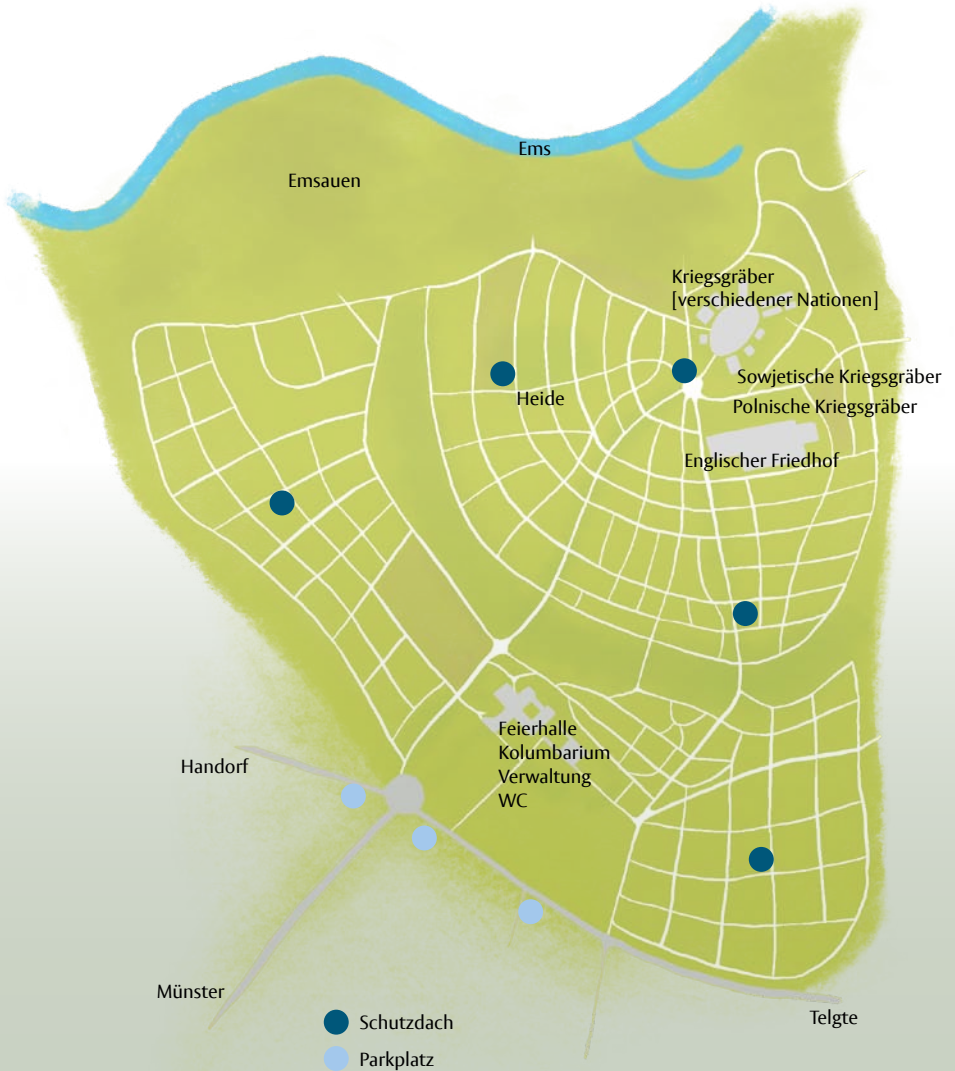 Ems
Emsauen
Kriegsgräber
[verschiedener Nationen]
Sowjetische Kriegsgräber
Heide
Polnische Kriegsgräber
Englischer Friedhof
Feierhalle
Kolumbarium
Verwaltung
WC
Handorf
Münster
Telgte
Schutzdach
Parkplatz